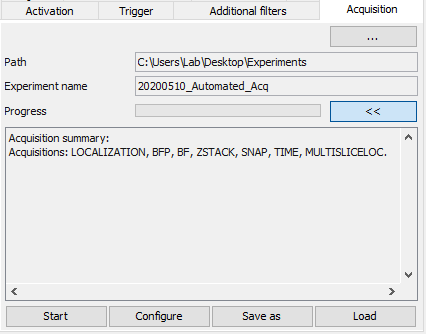 Activation Trigger Additional filters Acquisition
...
Path C:\Users\Lab\Desktop\Experiments
Experiment name 20200510_Automated_Acq
Progress <<
Acquisition summary:
Acquisitions: LOCALIZATION, BFP, BF, ZSTACK, SNAP, TIME, MULTISLICELOC.
Start Configure Save as Load